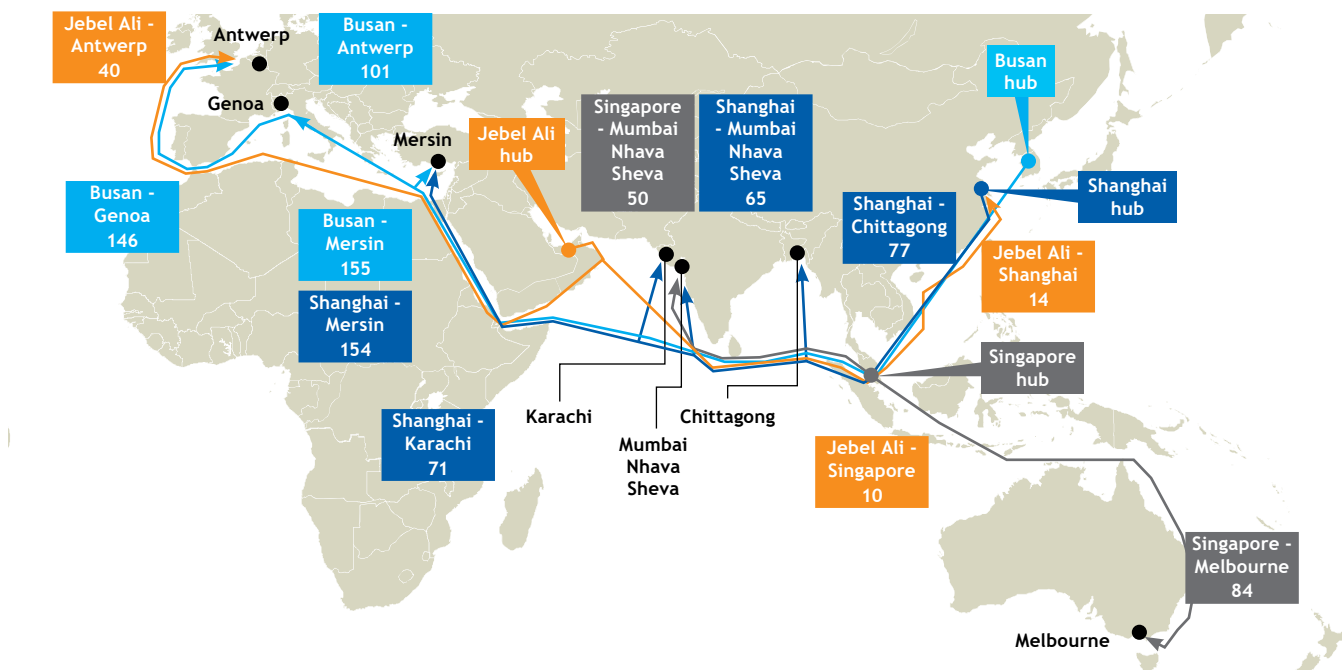 Jebel Ali -
Antwerp
40
Antwerp
Busan -
Antwerp
101
Genoa
Mersin
Jebel Ali
hub
Singapore
- Mumbai
Nhava
Sheva
50
Shanghai
- Mumbai
Nhava
Sheva
65
Busan
hub
Busan -
Genoa
146
Busan -
Mersin
155
Shanghai -
Mersin
154
Shanghai -
Chittagong
77
Shanghai
hub
Jebel Ali -
Shanghai
14
Singapore
hub
Shanghai -
Karachi
71
Karachi
Mumbai
Nhava
Sheva
Chittagong
Jebel Ali -
Singapore
10
Singapore -
Melbourne
84
Melbourne